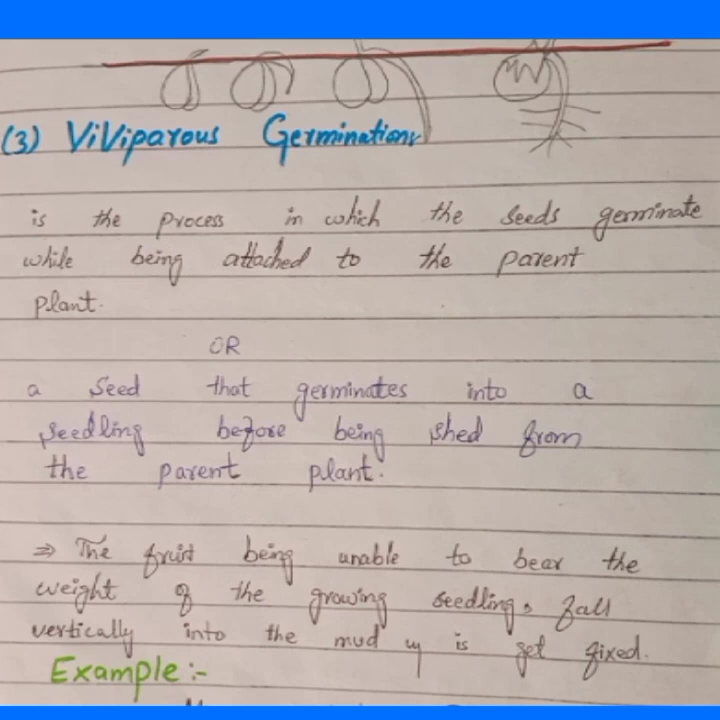 (3) ViViparous Germinations
is the process in which the seeds germinate
while being attached to the parent
plant.
OR
a seed that germinates into a
seedling before being shed from
the parent plant.
⇒ The fruit being unable to bear the
weight of the growing seedling, fall
vertically into the mud is get fixed.
Example:-